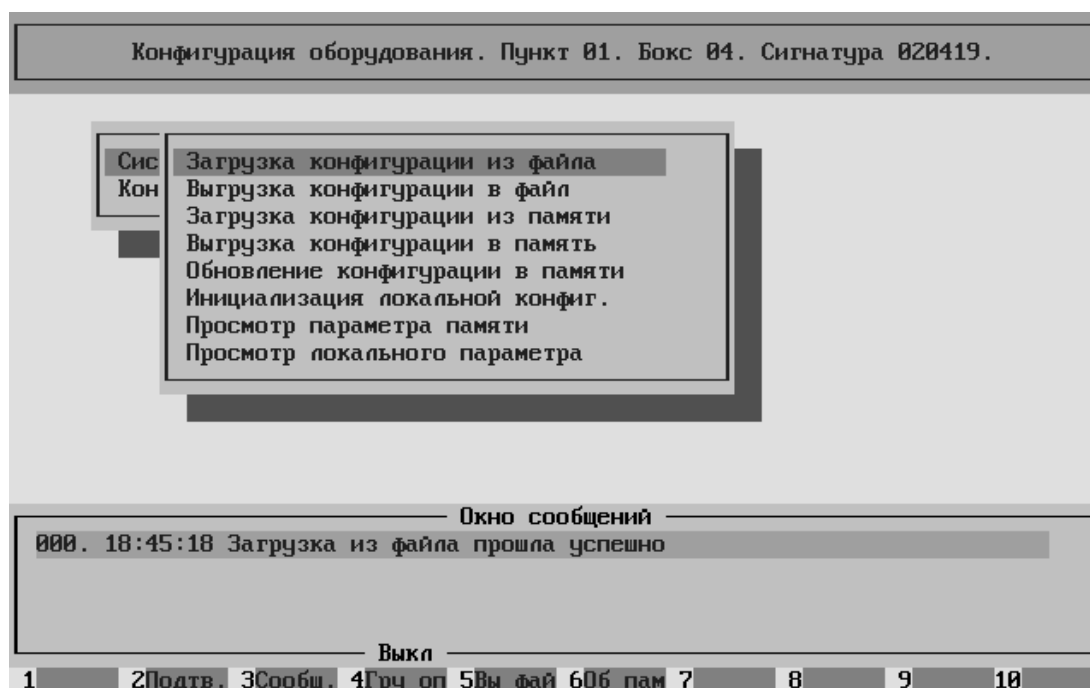 Конфигурация оборудования. Пункт 01. Бокс 04. Сигнатура 020419.
Сис
Кон
Загрузка конфигурации из файла
Выгрузка конфигурации в файл
Загрузка конфигурации из памяти
Выгрузка конфигурации в память
Обновление конфигурации в памяти
Инициализация локальной конфиг.
Просмотр параметра памяти
Просмотр локального параметра
Окно сообщений
000. 18:45:18 Загрузка из файла прошла успешно
Выкл
1 2Подтв. 3Сообщ. 4Гру оп 5Вы фай 6Об пам 7 8 9 10